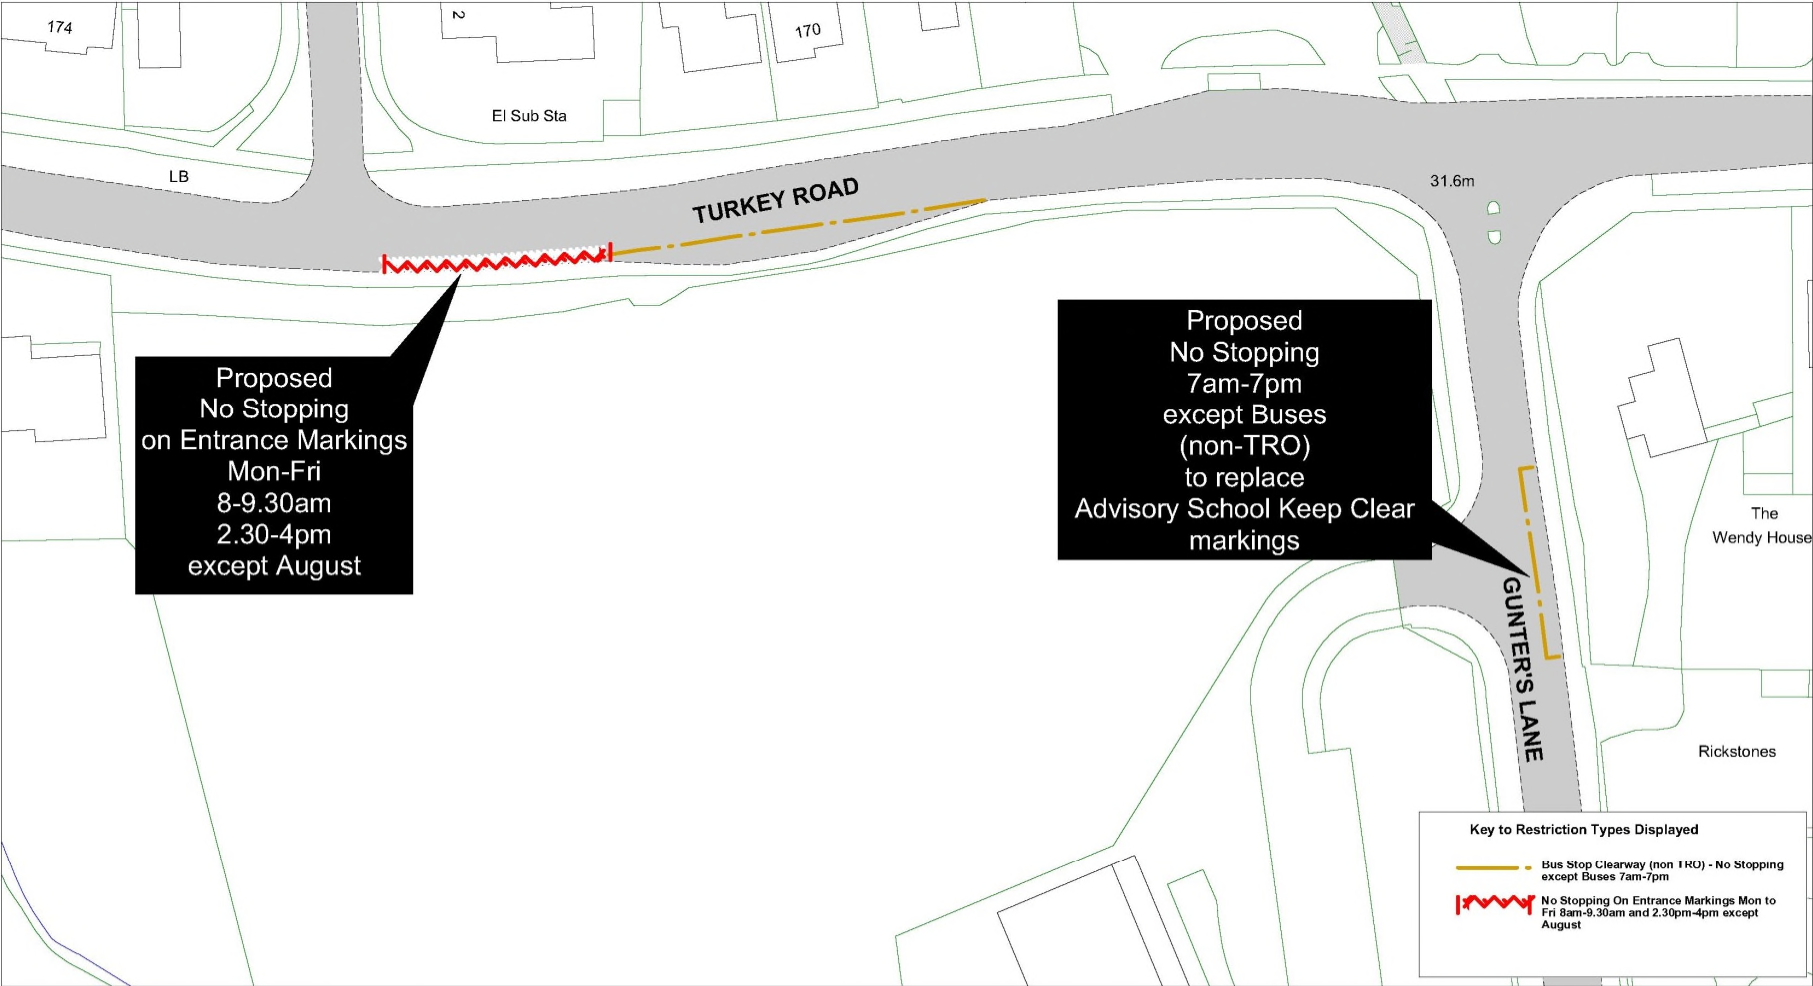 174
2
170
El Sub Sta
LB
TURKEY ROAD
31.6m
Proposed
No Stopping
on Entrance Markings
Mon-Fri
8-9.30am
2.30-4pm
except August
Proposed
No Stopping
7am-7pm
except Buses
(non-TRO)
to replace
Advisory School Keep Clear
markings
The
Wendy House
GUNTER'S LANE
Rickstones
Key to Restriction Types Displayed
Bus Stop Clearway (non TRO) - No Stopping
except Buses 7am-7pm
No Stopping On Entrance Markings Mon to
Fri 8am-9.30am and 2.30pm-4pm except
August